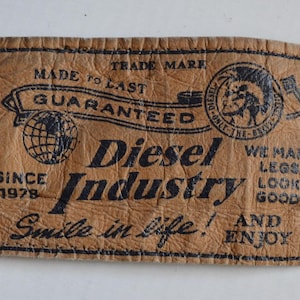 TRADE MARK
MADE to LAST
GUARANTEED
Diesel
Industry
SINCE
1978
WE MAK
LEGS
LOOK
GOOD
Smile in life!
AND
ENJOY